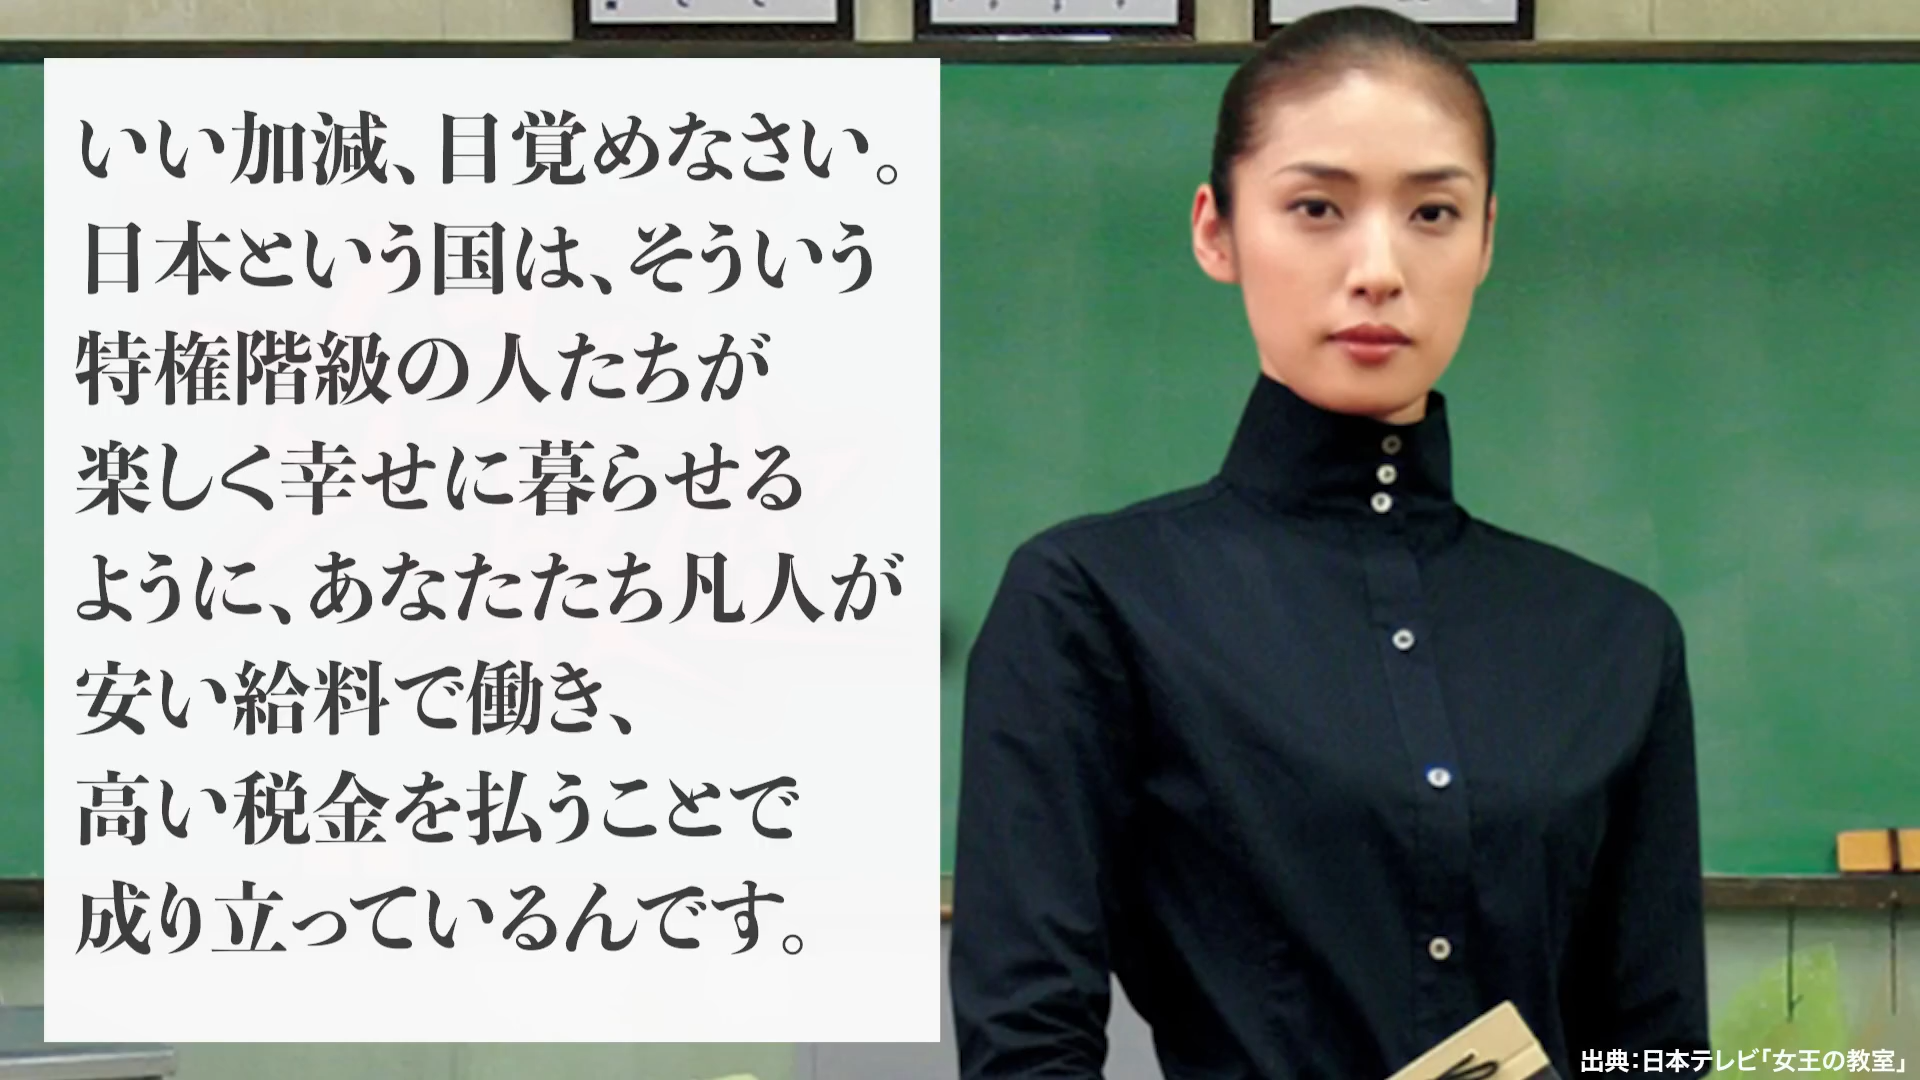 いい加減、目覚めなさい。
日本という国は、そういう
特権階級の人たちが
楽しく幸せに暮らせる
ように、あなたたち凡人が
安い給料で働き、
高い税金を払うことで
成り立っているんです。
出典：日本テレビ「女王の教室」